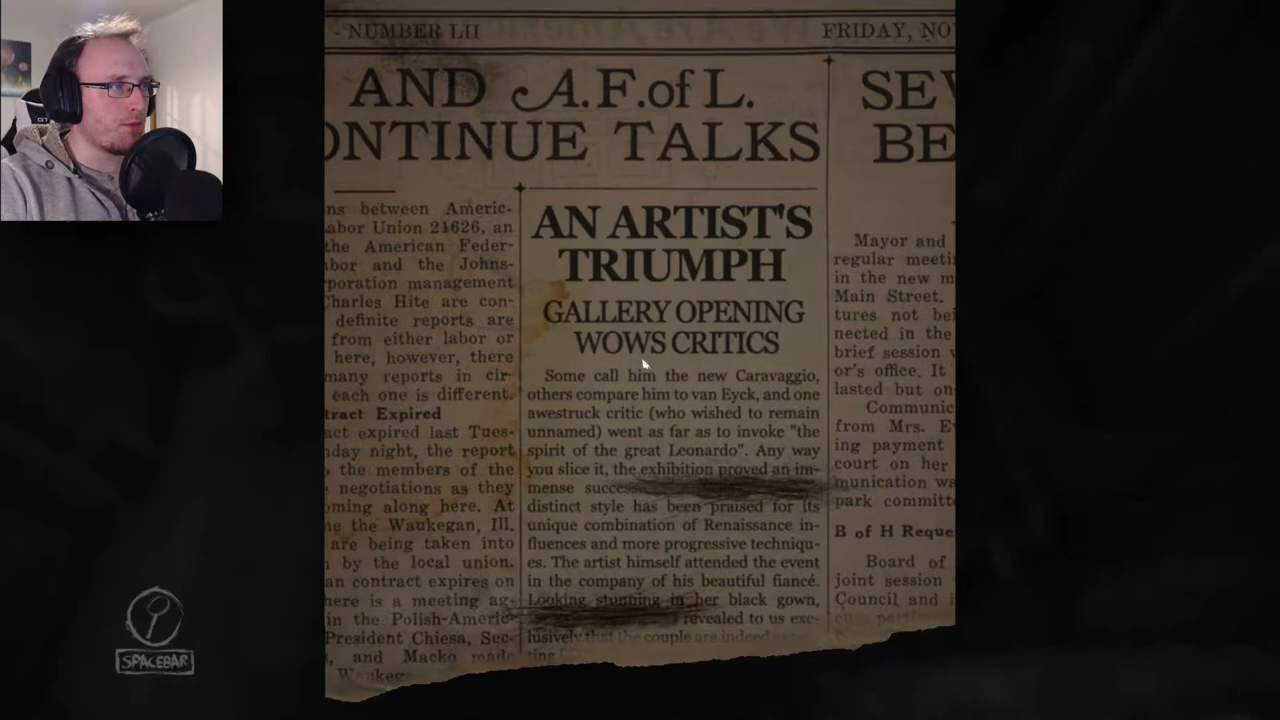 - NUMBER LII
FRIDAY, NO
AND A.F.of L.
ONTINUE TALKS
SE
BE
ns between Americ-
abor Union 21626, an
the American Feder-
bor and the Johns-
poration management
Charles Hite are con-
definite reports are
from either labor or
here, however, there
many reports in cir-
each one is different.
tract Expired
act expired last Tues-
day night, the report
the members of the
negotiations as they
oming along here. At
e the Waukegan, Ill.
are being taken into
by the local union.
an contract expires on
here is a meeting ag-
in the Polish-Americ-
President Chiesa, Sec-
, and Macko made
Waukeg
AN ARTIST'S
TRIUMPH
GALLERY OPENING
WOWS CRITICS
Some call him the new Caravaggio,
others compare him to van Eyck, and one
awestruck critic (who wished to remain
unnamed) went as far as to invoke "the
spirit of the great Leonardo". Any way
you slice it, the exhibition proved an im-
mense success
distinct style has been praised for its
unique combination of Renaissance in-
fluences and more progressive techniqu-
es. The artist himself attended the event
in the company of his beautiful fiancé.
Looking stunning in her black gown,
revealed to us exc-
lusively that the couple are indeed expec-
ting
Mayor and
regular meeti
in the new m
Main Street.
tures not bei
nected in the
brief session
or's office. It
lasted but on
Communic
from Mrs. E
ing payment
court on her
munication wa
park committe
B of H Reque
Board of
joint session
Council and i
SPACEBAR